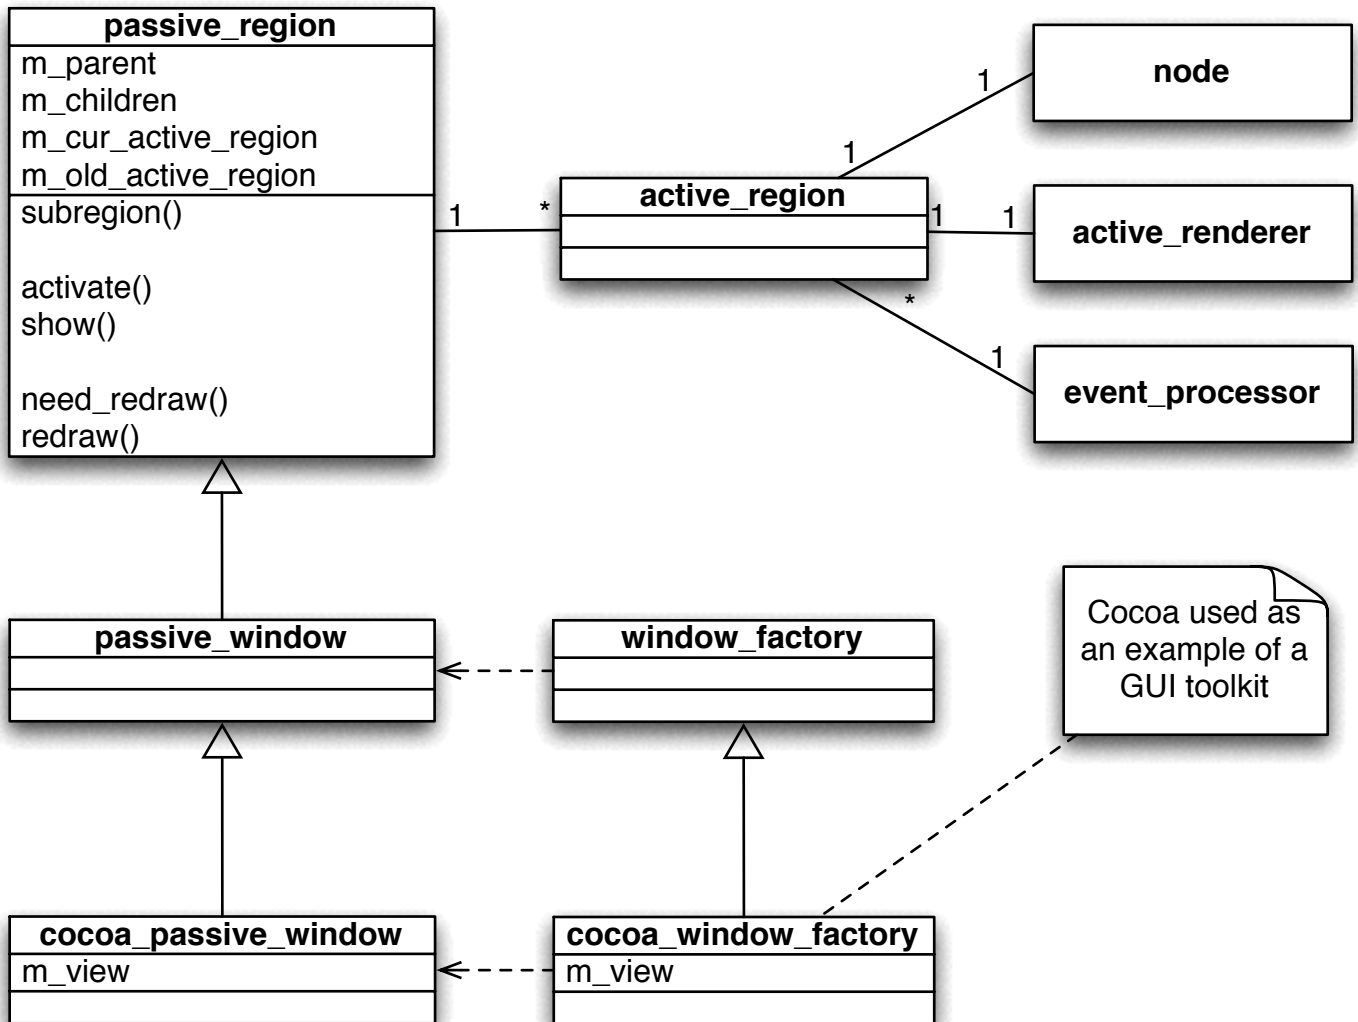 passive_region
m_parent
m_children
m_cur_active_region
m_old_active_region
subregion()
activate()
show()
need_redraw()
redraw()
1
*
active_region
1
1
node
1
1
active_renderer
*
1
event_processor
passive_window
window_factory
Cocoa used as
an example of a
GUI toolkit
cocoa_passive_window
m_view
cocoa_window_factory
m_view